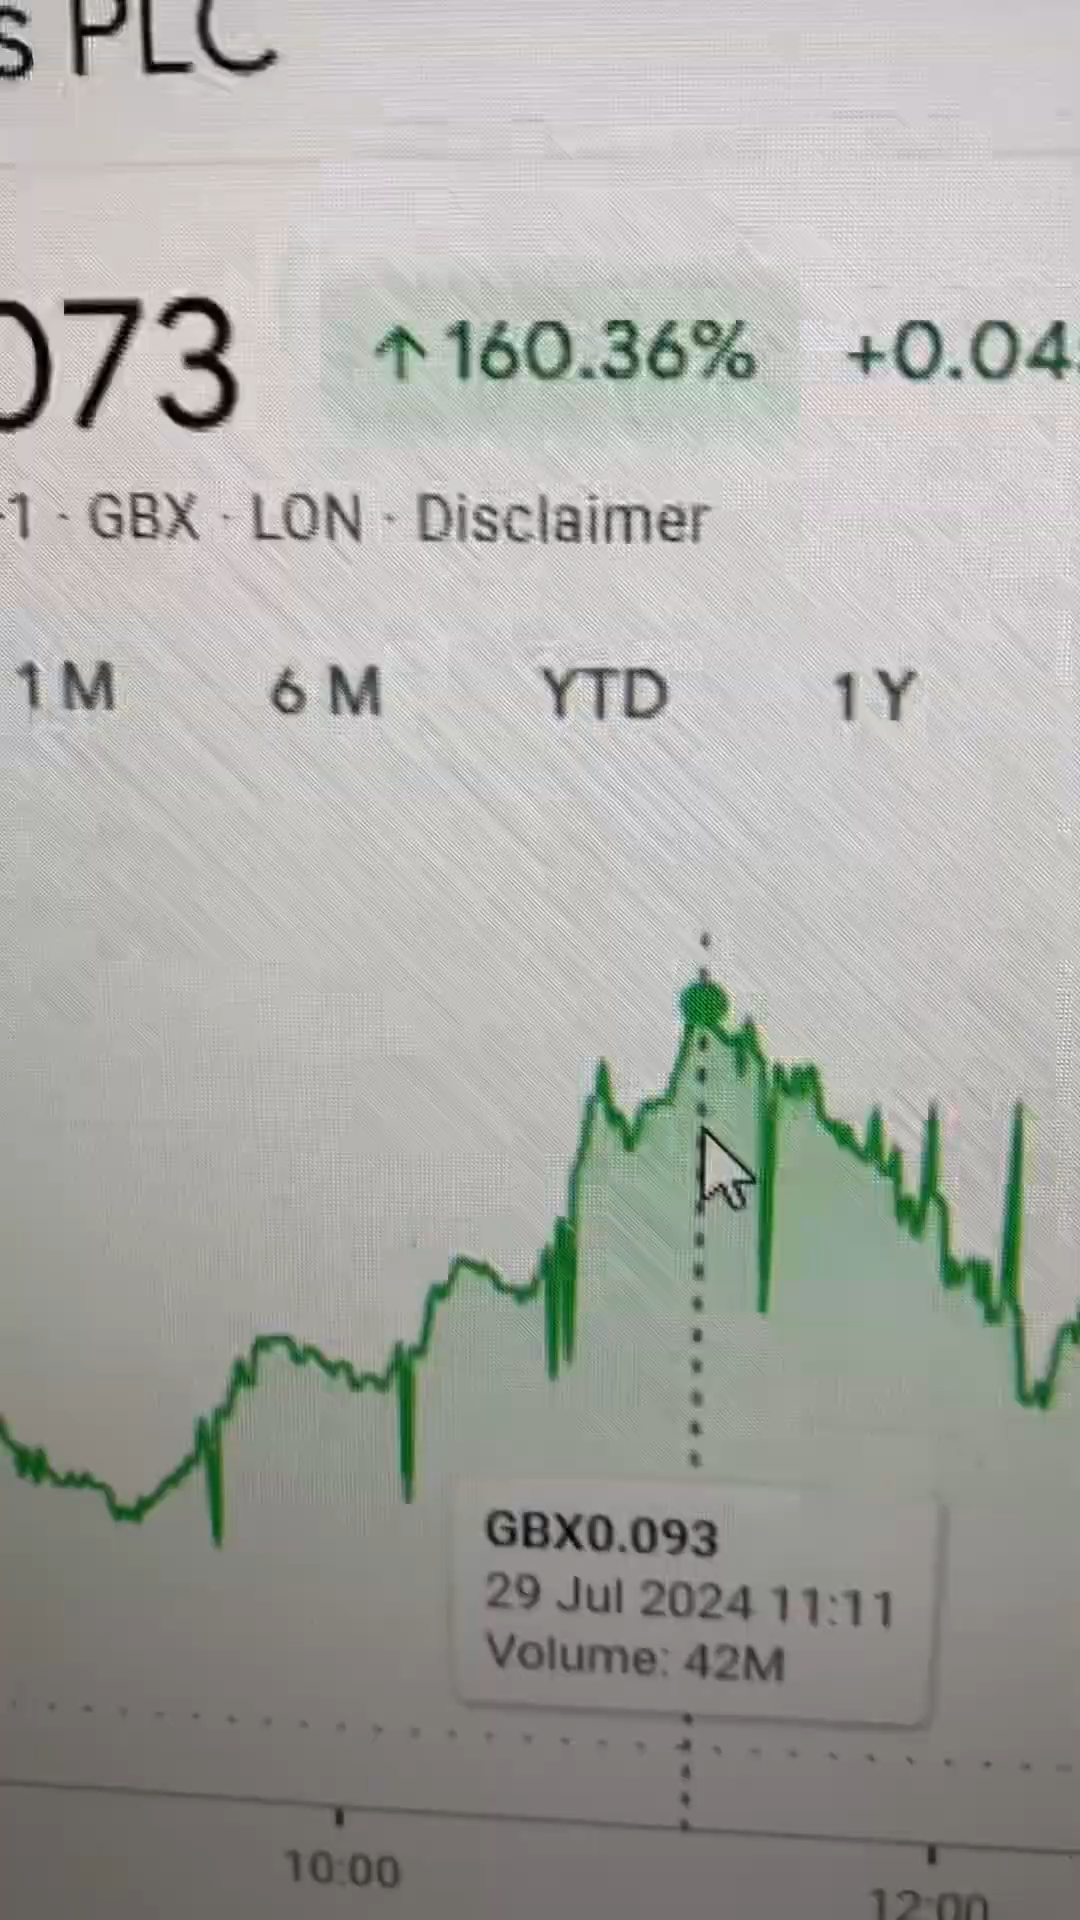 s PLC
073 ↑160.36% +0.04
-1 · GBX · LON · Disclaimer
1 M 6 M YTD 1 Y
GBX0.093
29 Jul 2024 11:11
Volume: 42M
10:00 12:00